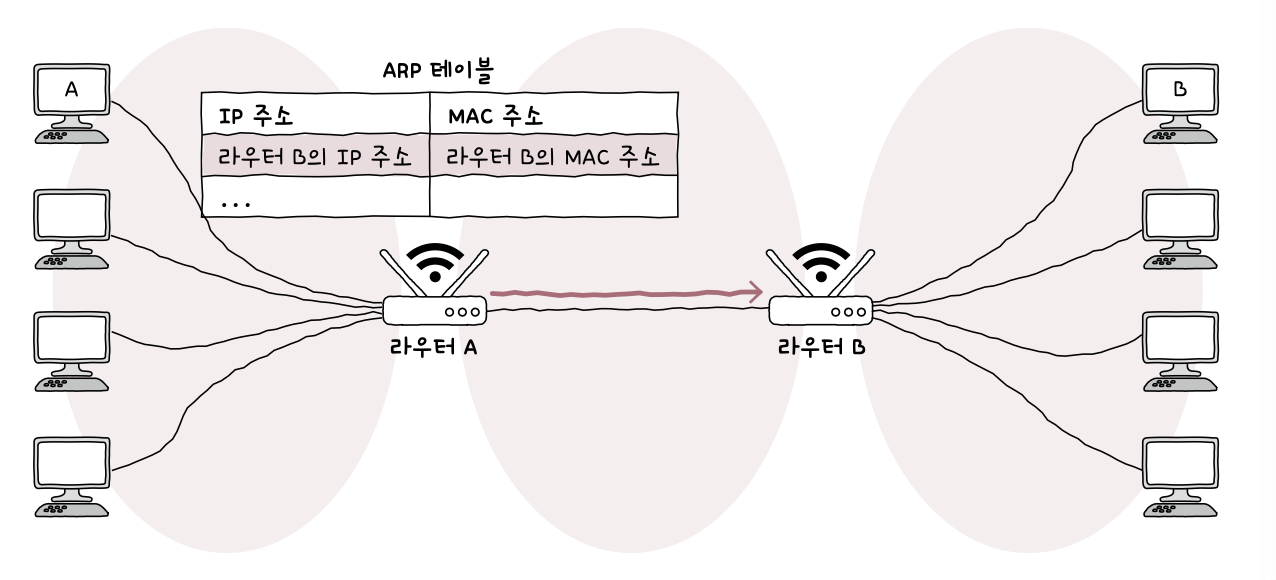 ARP 테이블
A
B
IP 주소 MAC 주소
라우터 B의 IP 주소 라우터 B의 MAC 주소
...
라우터 A
라우터 B